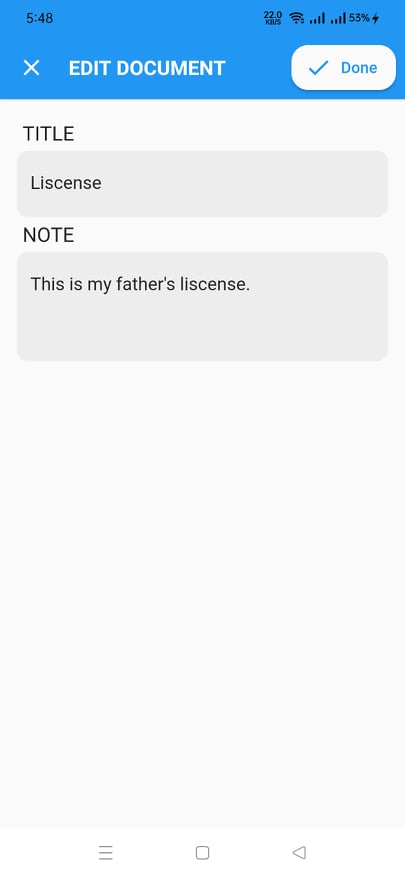 5:48
22.0
KB/S
53%
EDIT DOCUMENT
Done
TITLE
Liscense
NOTE
This is my father's liscense.